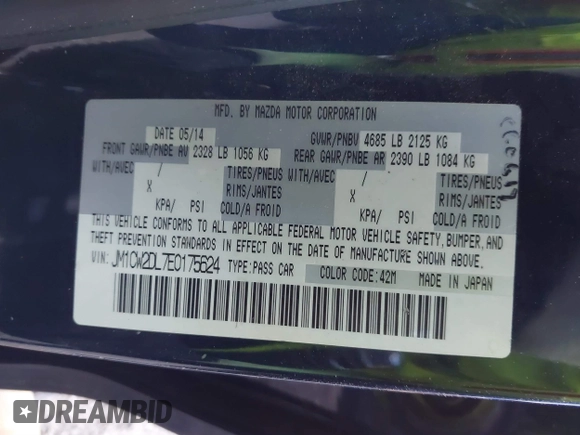 MFD. BY MAZDA MOTOR CORPORATION
DATE 05/14 GVWR/PNBV 4685 LB 2125 KG
FRONT GAWR/PNBE AV 2328 LB 1056 KG REAR GAWR/PNBE AR 2390 LB 1084 KG
WITH/AVEC / TIRES/PNEUS WITH/AVEC / TIRES/PNEUS
X RIMS/JANTES X RIMS/JANTES
KPA/ PSI COLD/A FROID KPA/ PSI COLD/A FROID
THIS VEHICLE CONFORMS TO ALL APPLICABLE FEDERAL MOTOR VEHICLE SAFETY, BUMPER, AND
THEFT PREVENTION STANDARDS IN EFFECT ON THE DATE OF MANUFACTURE SHOWN ABOVE.
VIN: JM1CW2DL7E0175624 TYPE: PASS CAR COLOR CODE: 42M MADE IN JAPAN
DREAMBID